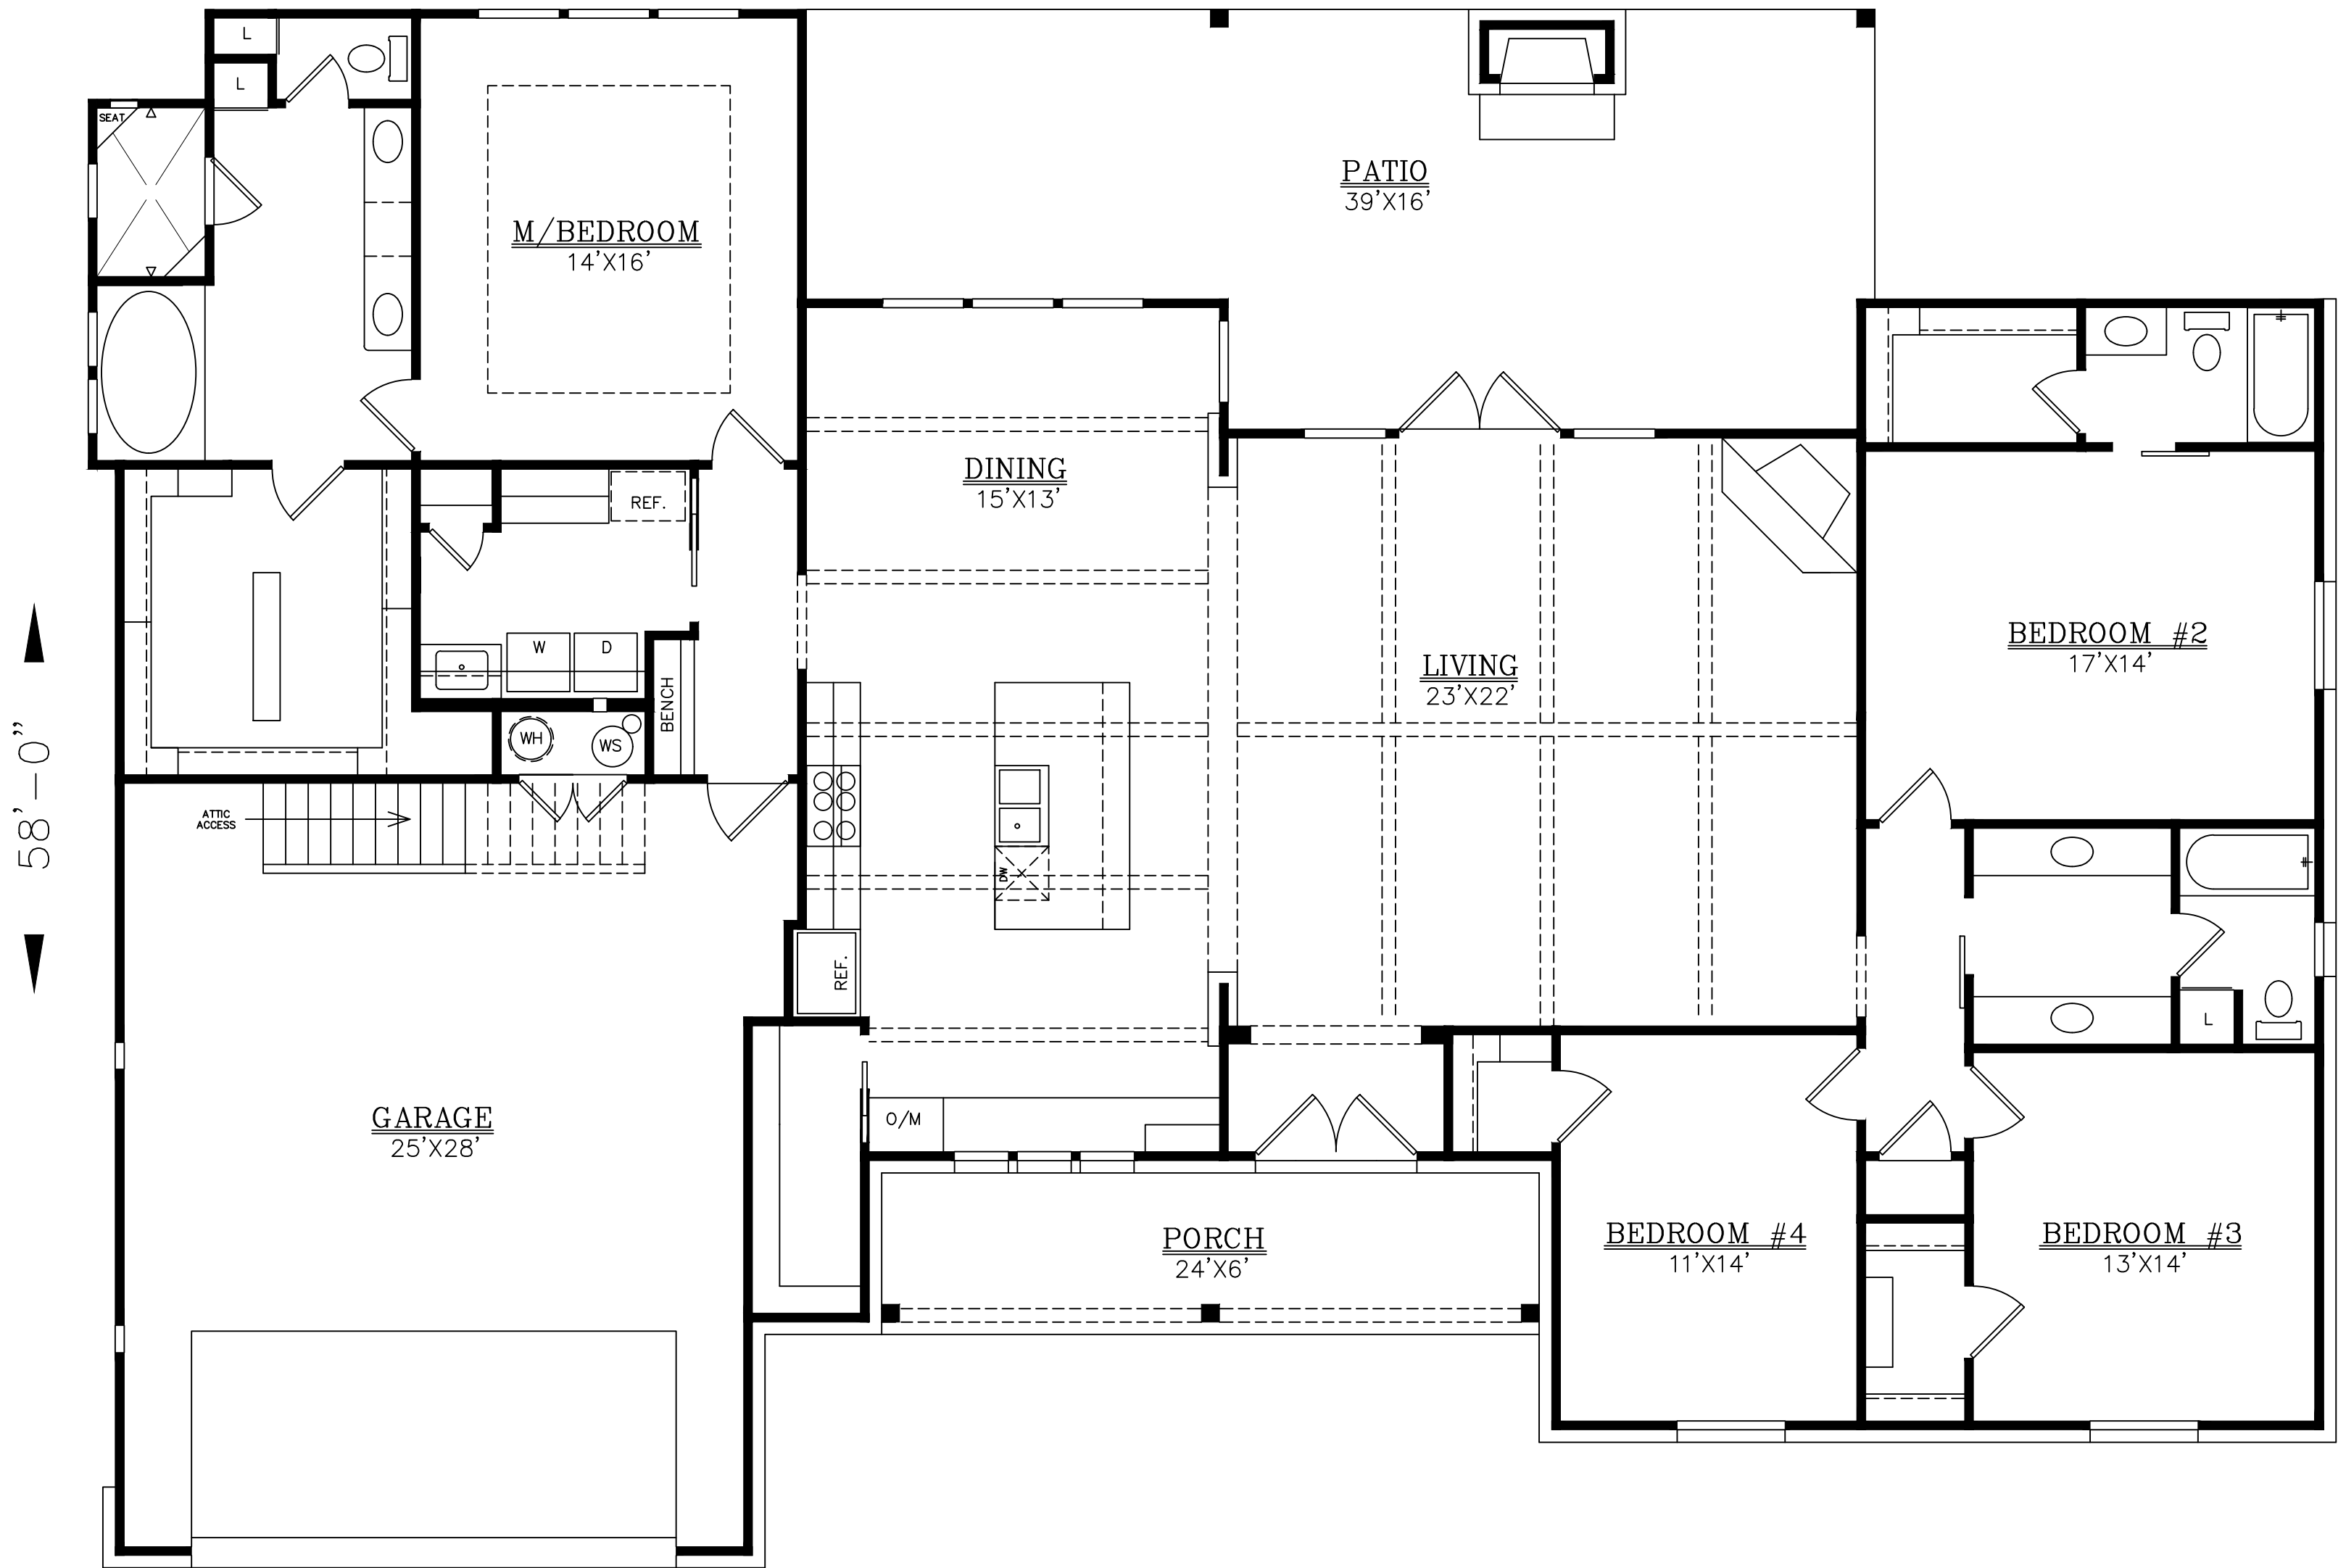 L
L
SEAT
M/BEDROOM
14'X16'
PATIO
39'X16'
DINING
15'X13'
REF.
W
D
BENCH
WH
WS
LIVING
23'X22'
BEDROOM #2
17'X14'
58'-0"
ATTIC
ACCESS
DW
REF.
L
GARAGE
25'X28'
O/M
PORCH
24'X6'
BEDROOM #4
11'X14'
BEDROOM #3
13'X14'